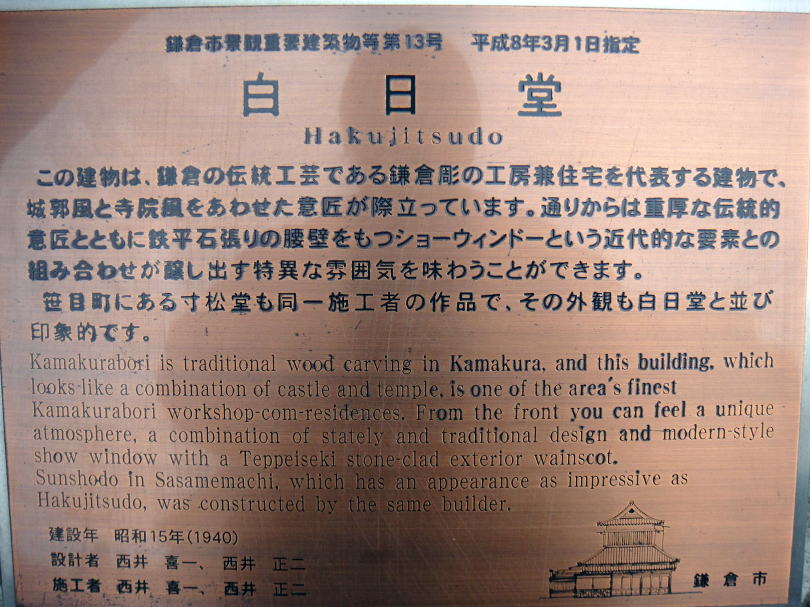 鎌倉市景観重要建築物等第13号　平成8年3月1日指定
白日堂
Hakujitsudo
この建物は、鎌倉の伝統工芸である鎌倉彫の工房兼住宅を代表する建物で、
城郭風と寺院風をあわせた意匠が際立っています。通りからは重厚な伝統的
意匠とともに鉄平石張りの腰壁をもつショーウィンドーという近代的な要素との
組み合わせが醸し出す特異な雰囲気を味わうことができます。
笹目町にある寸松堂も同一施工者の作品で、その外観も白日堂と並び
印象的です。
Kamakurabori is traditional wood carving in Kamakura, and this building, which
looks-like a combination of castle and temple, is one of the area's finest
Kamakurabori workshop-com-residences. From the front you can feel a unique
atmosphere, a combination of stately and traditional design and modern-style
show window with a Teppeiseki stone-clad exterior wainscot.
Sunshodo in Sasamemachi, which has an appearance as impressive as
Hakujitsudo, was constructed by the same builder.
建設年　昭和15年(1940)
設計者　西井　喜一、　西井　正二
施工者　西井　喜一、　西井　正二
鎌倉市